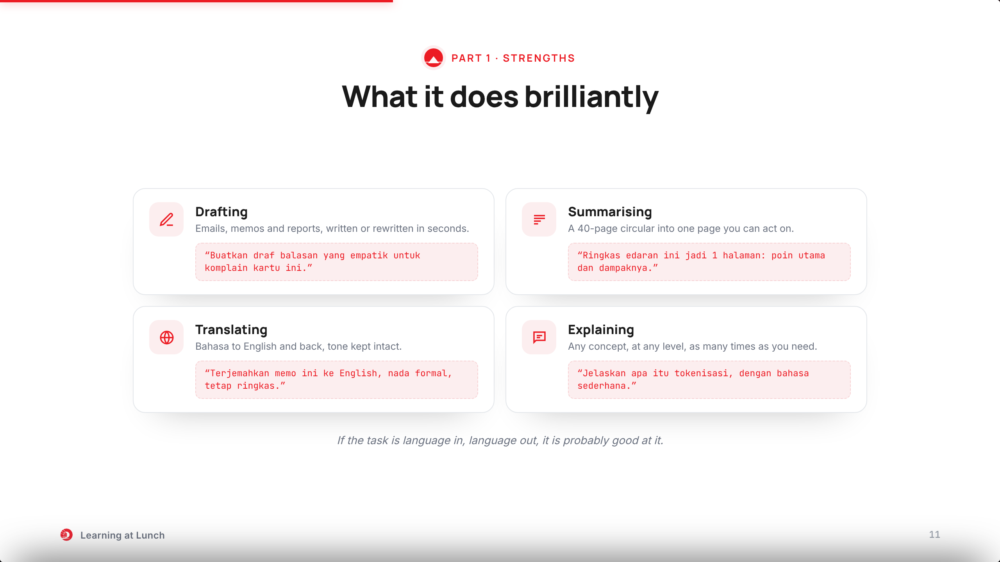 PART 1 · STRENGTHS
What it does brilliantly
Drafting
Emails, memos and reports, written or rewritten in seconds.
“Buatkan draf balasan yang empatik untuk
komplain kartu ini.”
Summarising
A 40-page circular into one page you can act on.
“Ringkas edaran ini jadi 1 halaman: poin utama
dan dampaknya.”
Translating
Bahasa to English and back, tone kept intact.
“Terjemahkan memo ini ke English, nada formal,
tetap ringkas.”
Explaining
Any concept, at any level, as many times as you need.
“Jelaskan apa itu tokenisasi, dengan bahasa
sederhana.”
If the task is language in, language out, it is probably good at it.
Learning at Lunch
11